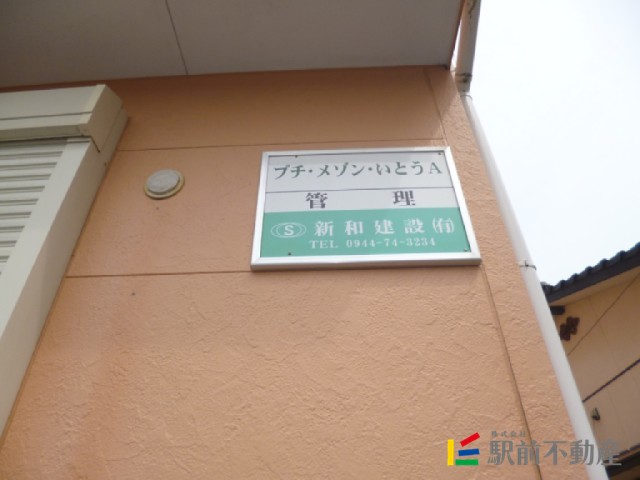 プチ・メゾン・いとうA
管 理
S 新和建設(有)
TEL 0944-74-3234
株式会社
駅前不動産